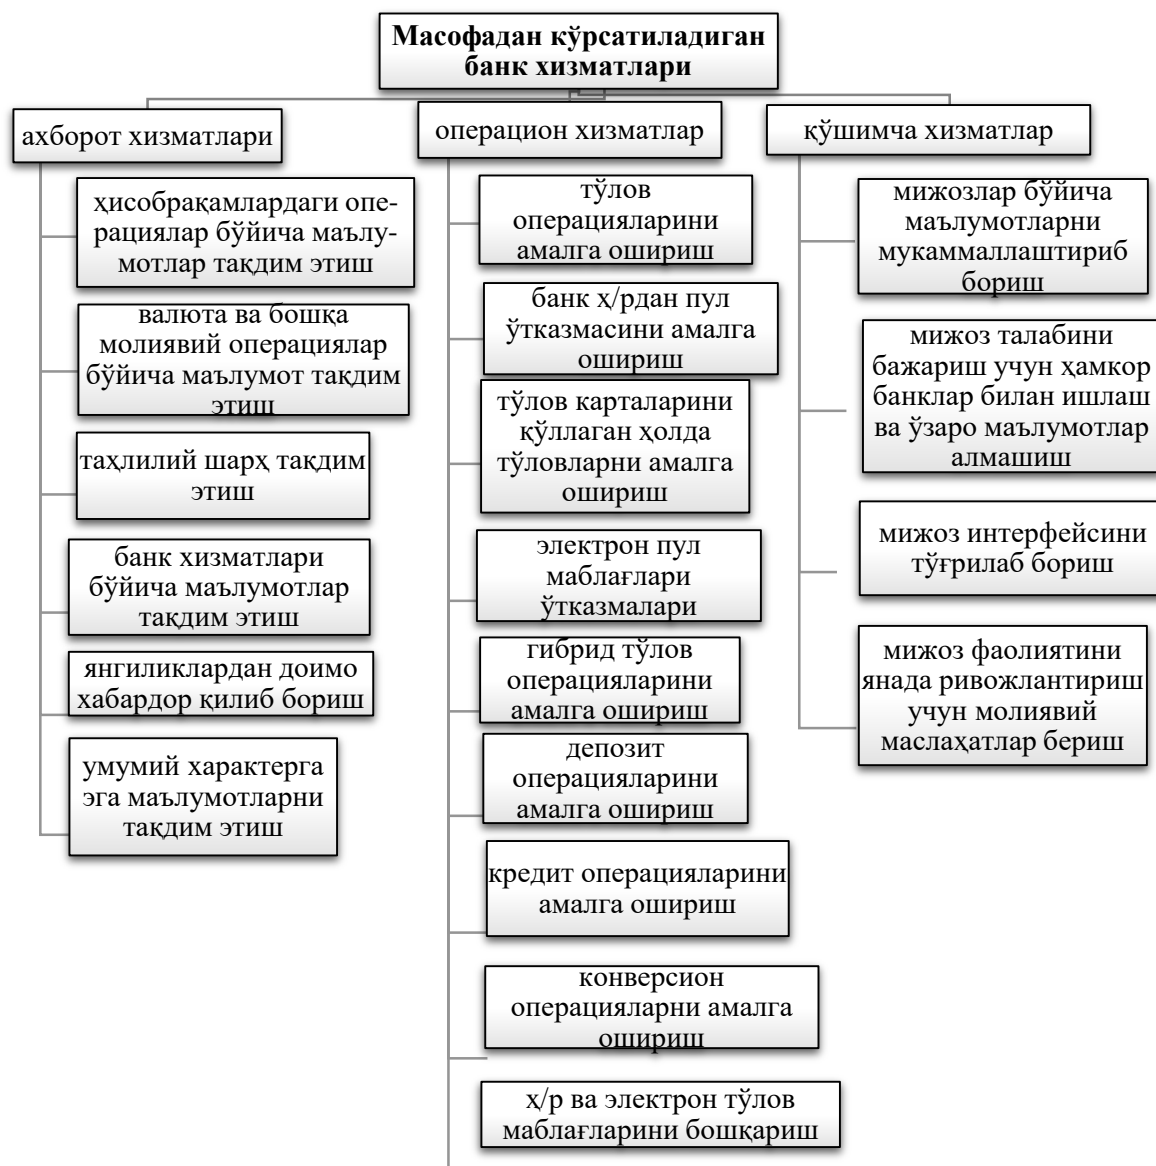 Масофадан кўрсатиладиган
банк хизматлари
ахборот хизматлари
ҳисобрақамлардаги опе-
рациялар бўйича маълу-
мотлар тақдим этиш
валюта ва бошқа
молиявий операциялар
бўйича маълумот тақдим
этиш
таҳлилий шарҳ тақдим
этиш
банк хизматлари
бўйича маълумотлар
тақдим этиш
янгиликлардан доимо
хабардор қилиб бориш
умумий характерга
эга маълумотларни
тақдим этиш
операцион хизматлар
тўлов
операцияларини
амалга ошириш
банк ҳ/рдан пул
ўтказмасини амалга
ошириш
тўлов карталарини
қўллаган ҳолда
тўловларни амалга
ошириш
электрон пул
маблағлари
ўтказмалари
гибрид тўлов
операцияларини
амалга ошириш
депозит
операцияларини
амалга ошириш
кредит операцияларини
амалга ошириш
конверсион
операцияларни амалга
ошириш
ҳ/р ва электрон тўлов
маблағларини бошқариш
қўшимча хизматлар
мижозлар бўйича
маълумотларни
мукаммаллаштириб
бориш
мижоз талабини
бажариш учун ҳамкор
банклар билан ишлаш
ва ўзаро маълумотлар
алмашиш
мижоз интерфейсини
тўғрилаб бориш
мижоз фаолиятини
янада ривожлантириш
учун молиявий
маслаҳатлар бериш